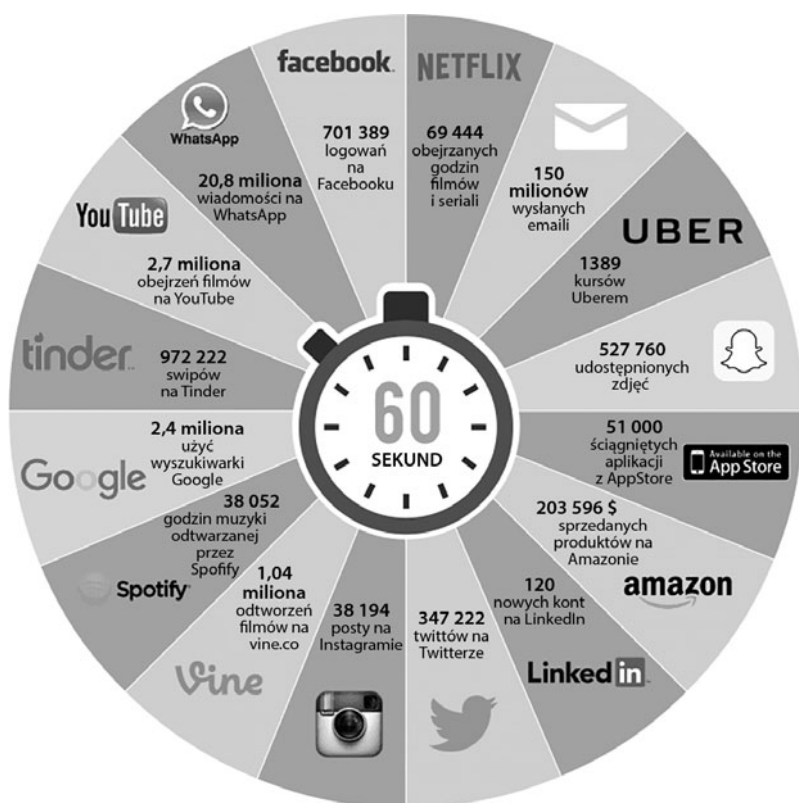 facebook
701 389
logowań
na
Facebooku
NETFLIX
69 444
obejrzanych
godzin
filmów
i seriali
150
milionów
wysłanych
emaili
UBER
1389
kursów
Uberem
527 760
udostępnionych
zdjęć
51 000
ściągniętych
aplikacji
z AppStore
Available on the
App Store
203 596 $
sprzedanych
produktów na
Amazonie
amazon
120
nowych kont
na LinkedIn
Linked in
347 222
twittów na
Twitterze
38 194
posty na
Instagramie
1,04
miliona
odtworzeń
filmów na
vine.co
Vine
38 052
godzin muzyki
odtwarzanej
przez
Spofify
Spotify
2,4 miliona
użyć
wyszukiwarki
Google
Google
tinder
972 222
swipów
na Tinder
YouTube
2,7 miliona
obejrzeń filmów
na YouTube
WhatsApp
20,8 miliona
wiadomości na
WhatsApp
60
SEKUND